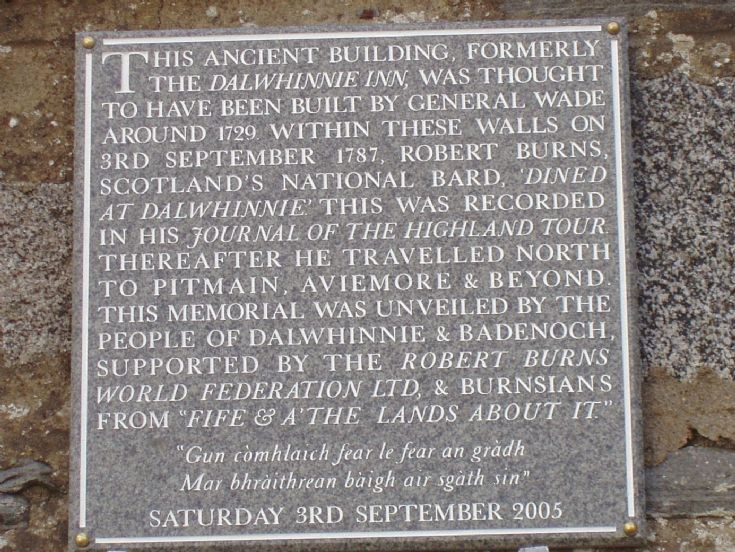 THIS ANCIENT BUILDING, FORMERLY
THE DALWHINNIE INN, WAS THOUGHT
TO HAVE BEEN BUILT BY GENERAL WADE
AROUND 1729. WITHIN THESE WALLS ON
3RD SEPTEMBER 1787, ROBERT BURNS,
SCOTLAND'S NATIONAL BARD, 'DINED
AT DALWHINNIE.' THIS WAS RECORDED
IN HIS JOURNAL OF THE HIGHLAND TOUR.
THEREAFTER HE TRAVELLED NORTH
TO PITMAIN, AVIEMORE & BEYOND.
THIS MEMORIAL WAS UNVEILED BY THE
PEOPLE OF DALWHINNIE & BADENOCH,
SUPPORTED BY THE ROBERT BURNS
WORLD FEDERATION LTD, & BURNSIANS
FROM "FIFE & A' THE LANDS ABOUT IT."
"Gun còmhlaich fear le fear an gràdh
Mar bhràithrean bàigh air sgàth sin"
SATURDAY 3RD SEPTEMBER 2005